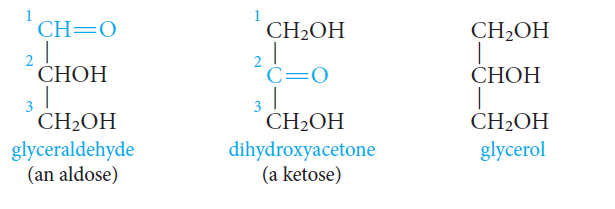 1 CH=O
2 CHOH
3 CH₂OH
glyceraldehyde
(an aldose)
1 CH₂OH
2 C=O
3 CH₂OH
dihydroxyacetone
(a ketose)
CH₂OH
CHOH
CH₂OH
glycerol